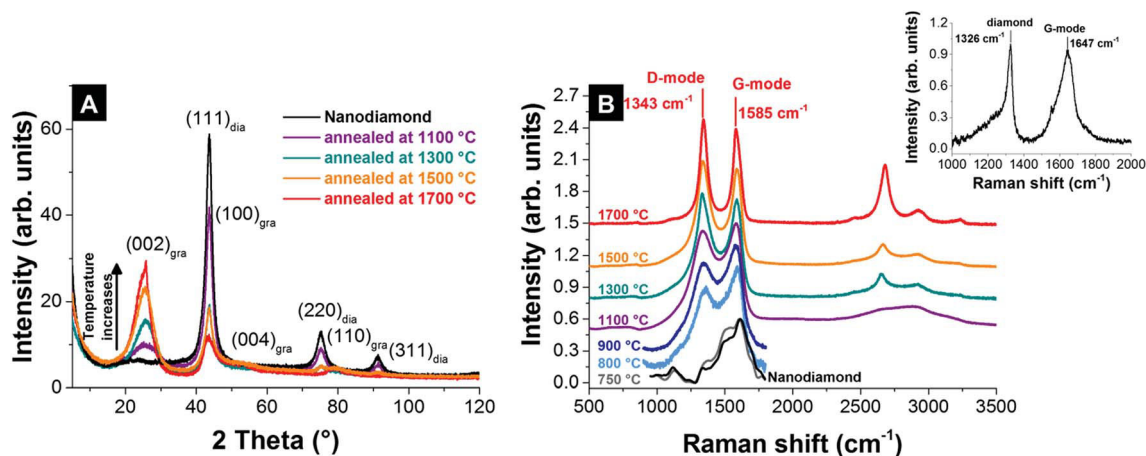 A
Intensity (arb. units)
60
40
20
0
20
40
60
80
100
120
2 Theta (°)
(111)dia
(100)gra
(002)gra
(004)gra
(220)dia
(110)gra
(311)dia
Temperature
increases
Nanodiamond
annealed at 1100 °C
annealed at 1300 °C
annealed at 1500 °C
annealed at 1700 °C
B
Intensity (arb. units)
2.7
2.4
2.1
1.8
1.5
1.2
0.9
0.6
0.3
0.0
500
1000
1500
2000
2500
3000
3500
Raman shift (cm-1)
D-mode
1343 cm-1
G-mode
1585 cm-1
1700 °C
1500 °C
1300 °C
1100 °C
900 °C
800 °C
750 °C
Nanodiamond
Intensity (arb. units)
1.2
0.9
0.6
0.3
0.0
1000
1200
1400
1600
1800
2000
Raman shift (cm-1)
diamond
1326 cm-1
G-mode
1647 cm-1